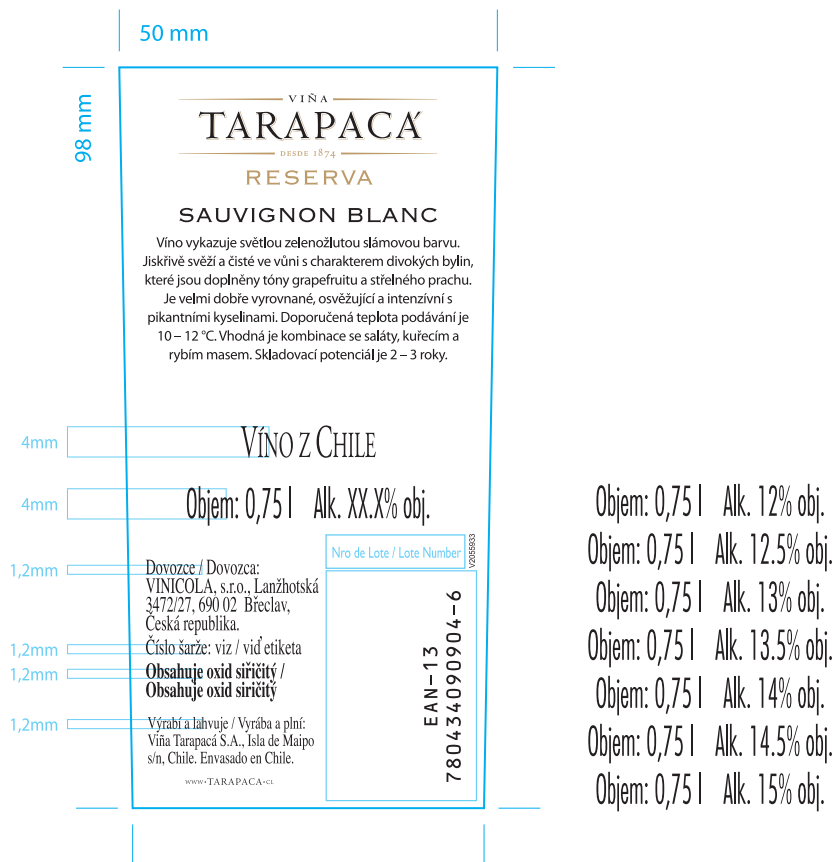 50 mm
98 mm
VIÑA
TARAPACÁ
DESDE 1874
RESERVA
SAUVIGNON BLANC
Víno vykazuje světlou zelenožlutou slámovou barvu.
Jiskřivě svěží a čisté ve vůni s charakterem divokých bylin,
které jsou doplněny tóny grapefruitu a střelného prachu.
Je velmi dobře vyrovnané, osvěžující a intenzívní s
pikantními kyselinami. Doporučená teplota podávání je
10 – 12 °C. Vhodná je kombinace se saláty, kuřecím a
rybím masem. Skladovací potenciál je 2 – 3 roky.
4mm
VÍNO Z CHILE
4mm
Objem: 0,75 l Alk. XX.X% obj.
Nro de Lote / Lote Number
V2055933
1,2mm
Dovozce / Dovozca:
VINICOLA, s.r.o., Lanžhotská
3472/27, 690 02 Břeclav,
Česká republika.
1,2mm
Číslo šarže: viz / viď etiketa
1,2mm
Obsahuje oxid siřičitý /
Obsahuje oxid siřičitý
1,2mm
Výrabí a lahvuje / Vyrába a plní:
Viña Tarapacá S.A., Isla de Maipo
s/n, Chile. Envasado en Chile.
WWW•TARAPACA•CL
EAN-13
780434090904-6
Objem: 0,75 l Alk. 12% obj.
Objem: 0,75 l Alk. 12.5% obj.
Objem: 0,75 l Alk. 13% obj.
Objem: 0,75 l Alk. 13.5% obj.
Objem: 0,75 l Alk. 14% obj.
Objem: 0,75 l Alk. 14.5% obj.
Objem: 0,75 l Alk. 15% obj.